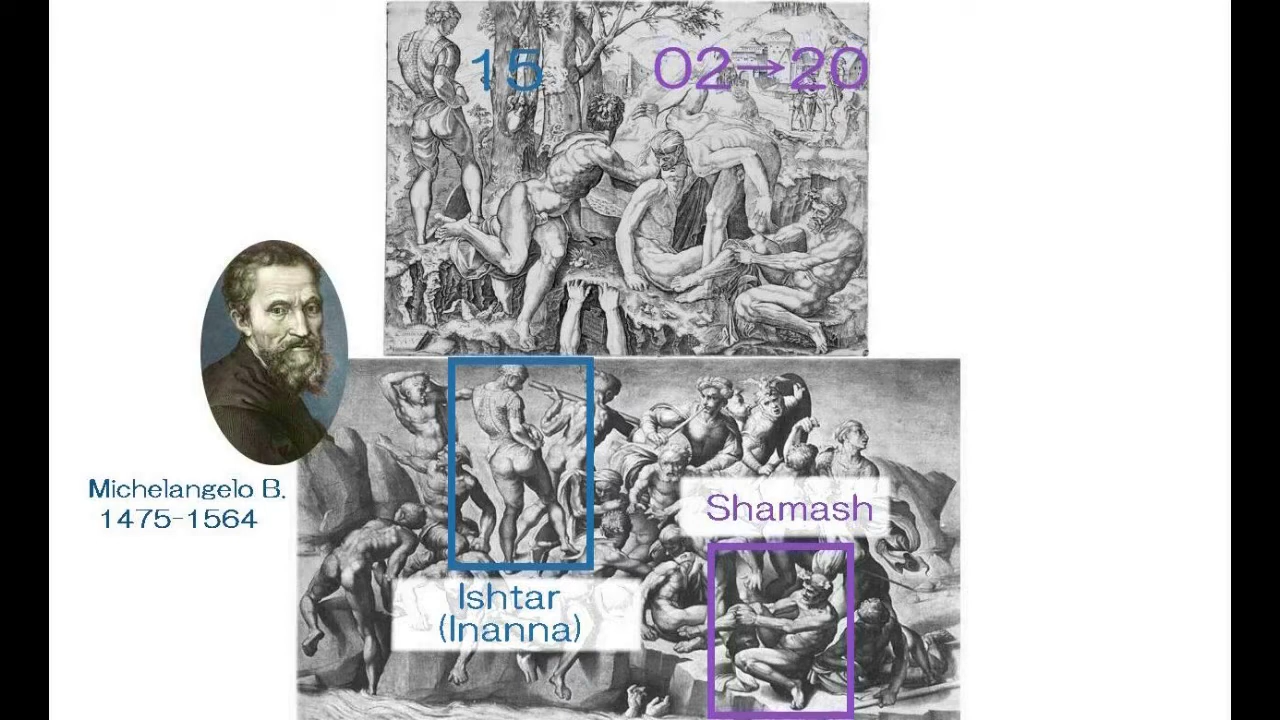 15
02→20
Michelangelo B.
1475-1564
Shamash
Ishtar
(Inanna)